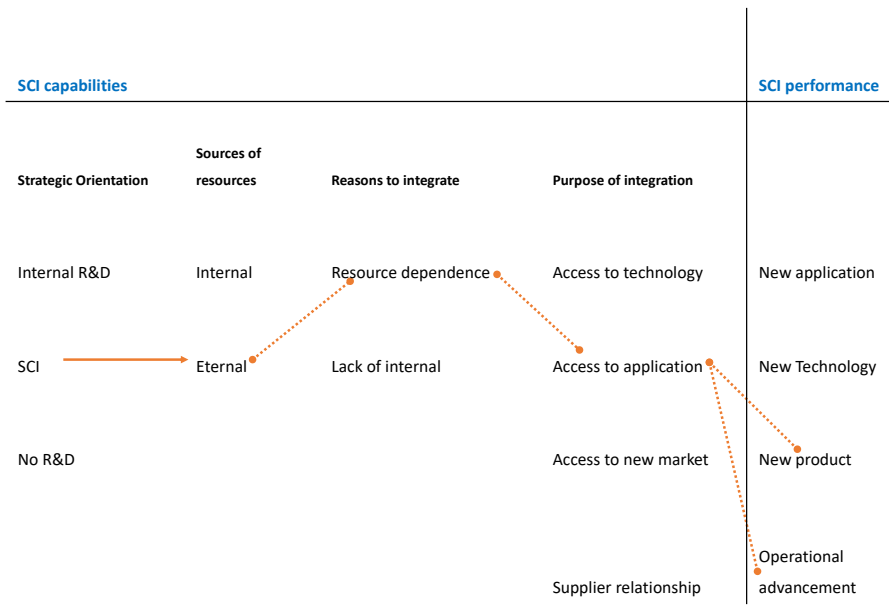 SCI capabilities
SCI performance
Strategic Orientation
Sources of
resources
Reasons to integrate
Purpose of integration
Internal R&D
Internal
Resource dependence
Access to technology
New application
SCI
Eternal
Lack of internal
Access to application
New Technology
No R&D
Access to new market
New product
Supplier relationship
Operational
advancement